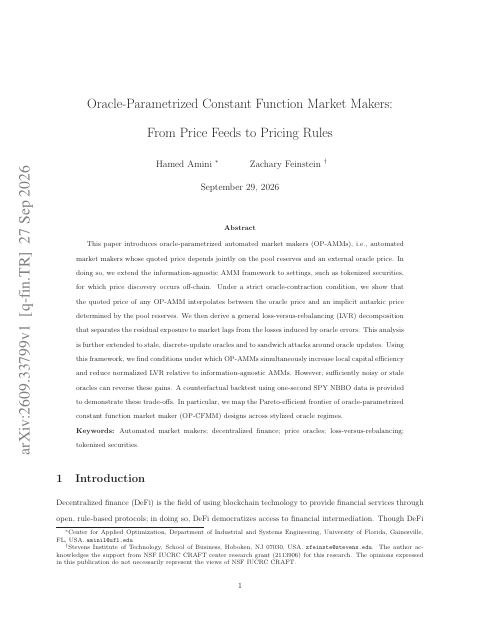 arXiv:2609.33799v1 [q-fin.TR] 27 Sep 2026
Oracle-Parametrized Constant Function Market Makers:
From Price Feeds to Pricing Rules
Hamed Amini * Zachary Feinstein †
September 29, 2026
Abstract
This paper introduces oracle-parametrized automated market makers (OP-AMMs), i.e., automated
market makers whose quoted price depends jointly on the pool reserves and an external oracle price. In
doing so, we extend the information-agnostic AMM framework to settings, such as tokenized securities,
for which price discovery occurs off-chain. Under a strict oracle-contraction condition, we show that
the quoted price of any OP-AMM interpolates between the oracle price and an implicit autarkic price
determined by the pool reserves. We then derive a general loss-versus-rebalancing (LVR) decomposition
that separates the residual exposure to market lags from the losses induced by oracle errors. This analysis
is further extended to stale, discrete-update oracles and to sandwich attacks around oracle updates. Using
this framework, we find conditions under which OP-AMMs simultaneously increase local capital efficiency
and reduce normalized LVR relative to information-agnostic AMMs. However, sufficiently noisy or stale
oracles can reverse these gains. A counterfactual backtest using one-second SPY NBBO data is provided
to demonstrate these trade-offs. In particular, we map the Pareto-efficient frontier of oracle-parametrized
constant function market maker (OP-CFMM) designs across stylized oracle regimes.
Keywords: Automated market makers; decentralized finance; price oracles; loss-versus-rebalancing;
tokenized securities.
1 Introduction
Decentralized finance (DeFi) is the field of using blockchain technology to provide financial services through
open, rule-based protocols; in doing so, DeFi democratizes access to financial intermediation. Though DeFi
*Center for Applied Optimization, Department of Industrial and Systems Engineering, University of Florida, Gainesville,
FL, USA. aminil@ufl.edu
†Stevens Institute of Technology, School of Business, Hoboken, NJ 07030, USA. zfeinste@stevens.edu. The author ac-
knowledges the support from NSF IUCRC CRAFT center research grant (2113906) for this research. The opinions expressed
in this publication do not necessarily represent the views of NSF IUCRC CRAFT.
1